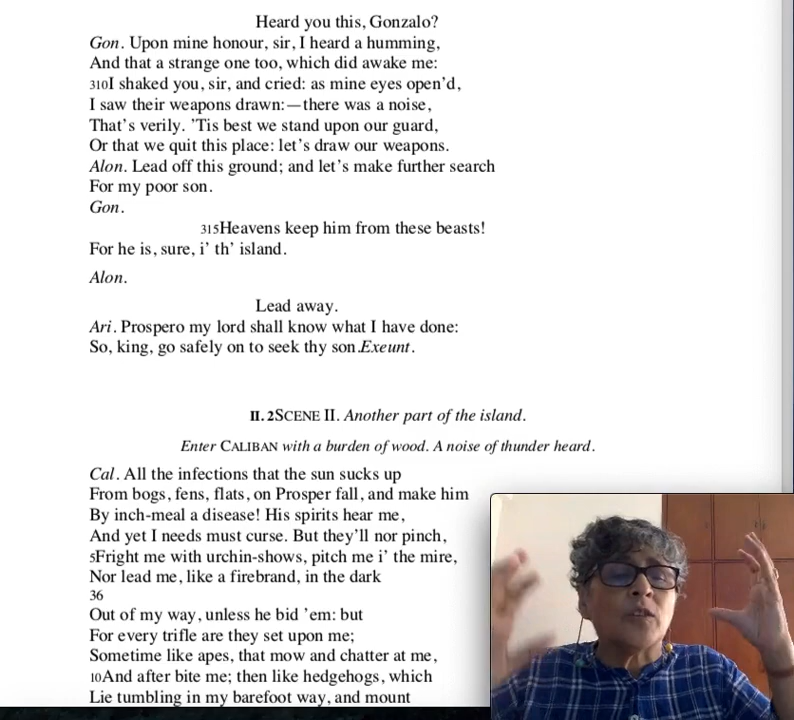 Heard you this, Gonzalo?
Gon. Upon mine honour, sir, I heard a humming,
And that a strange one too, which did awake me:
310I shaked you, sir, and cried: as mine eyes open’d,
I saw their weapons drawn:—there was a noise,
That’s verily. ’Tis best we stand upon our guard,
Or that we quit this place: let’s draw our weapons.
Alon. Lead off this ground; and let’s make further search
For my poor son.
Gon.
315Heavens keep him from these beasts!
For he is, sure, i’ th’ island.
Alon.
Lead away.
Ari. Prospero my lord shall know what I have done:
So, king, go safely on to seek thy son.Exeunt.
II. 2SCENE II. Another part of the island.
Enter CALIBAN with a burden of wood. A noise of thunder heard.
Cal. All the infections that the sun sucks up
From bogs, fens, flats, on Prosper fall, and make him
By inch-meal a disease! His spirits hear me,
And yet I needs must curse. But they’ll nor pinch,
5Fright me with urchin-shows, pitch me i’ the mire,
Nor lead me, like a firebrand, in the dark
36
Out of my way, unless he bid ’em: but
For every trifle are they set upon me;
Sometime like apes, that mow and chatter at me,
10And after bite me; then like hedgehogs, which
Lie tumbling in my barefoot way, and mount